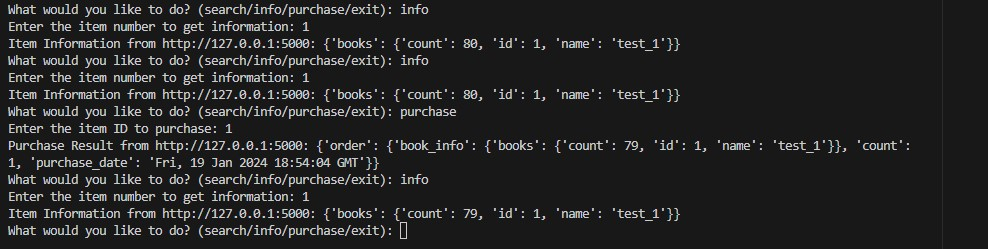 What would you like to do? (search/info/purchase/exit): info
Enter the item number to get information: 1
Item Information from http://127.0.0.1:5000: {'books': {'count': 80, 'id': 1, 'name': 'test_1'}}
What would you like to do? (search/info/purchase/exit): info
Enter the item number to get information: 1
Item Information from http://127.0.0.1:5000: {'books': {'count': 80, 'id': 1, 'name': 'test_1'}}
What would you like to do? (search/info/purchase/exit): purchase
Enter the item ID to purchase: 1
Purchase Result from http://127.0.0.1:5000: {'order': {'book_info': {'books': {'count': 79, 'id': 1, 'name': 'test_1'}}, 'count':
1, 'purchase_date': 'Fri, 19 Jan 2024 18:54:04 GMT'}}
What would you like to do? (search/info/purchase/exit): info
Enter the item number to get information: 1
Item Information from http://127.0.0.1:5000: {'books': {'count': 79, 'id': 1, 'name': 'test_1'}}
What would you like to do? (search/info/purchase/exit):